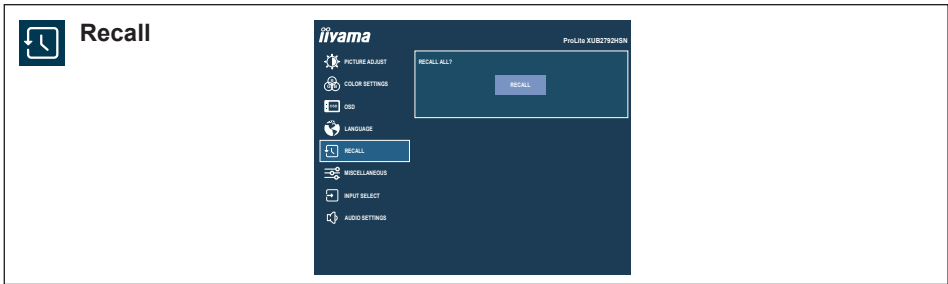 Recall
iiyama
ProLite XUB2792HSN
PICTURE ADJUST
RECALL ALL?
COLOR SETTINGS
RECALL
OSD
OSD
LANGUAGE
RECALL
MISCELLANEOUS
INPUT SELECT
AUDIO SETTINGS